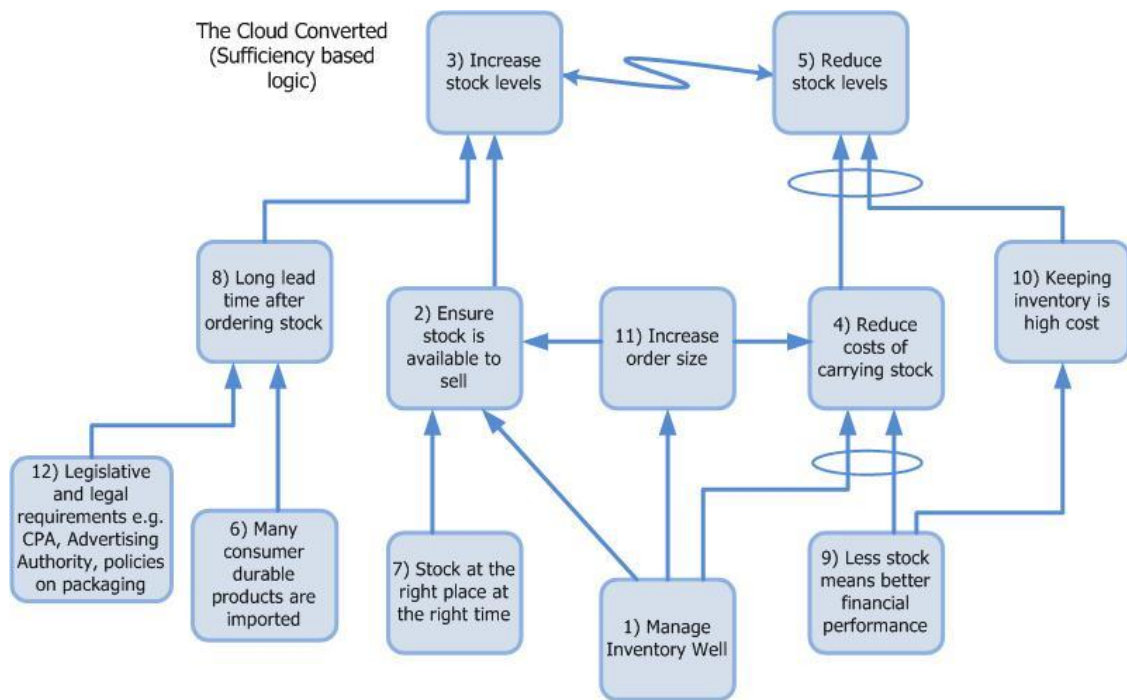 The Cloud Converted
(Sufficiency based
logic)
3) Increase
stock levels
5) Reduce
stock levels
8) Long lead
time after
ordering stock
2) Ensure
stock is
available to
sell
11) Increase
order size
4) Reduce
costs of
carrying stock
10) Keeping
inventory is
high cost
12) Legislative
and legal
requirements e.g.
CPA, Advertising
Authority, policies
on packaging
6) Many
consumer
durable
products are
imported
7) Stock at the
right place at
the right time
1) Manage
Inventory Well
9) Less stock
means better
financial
performance